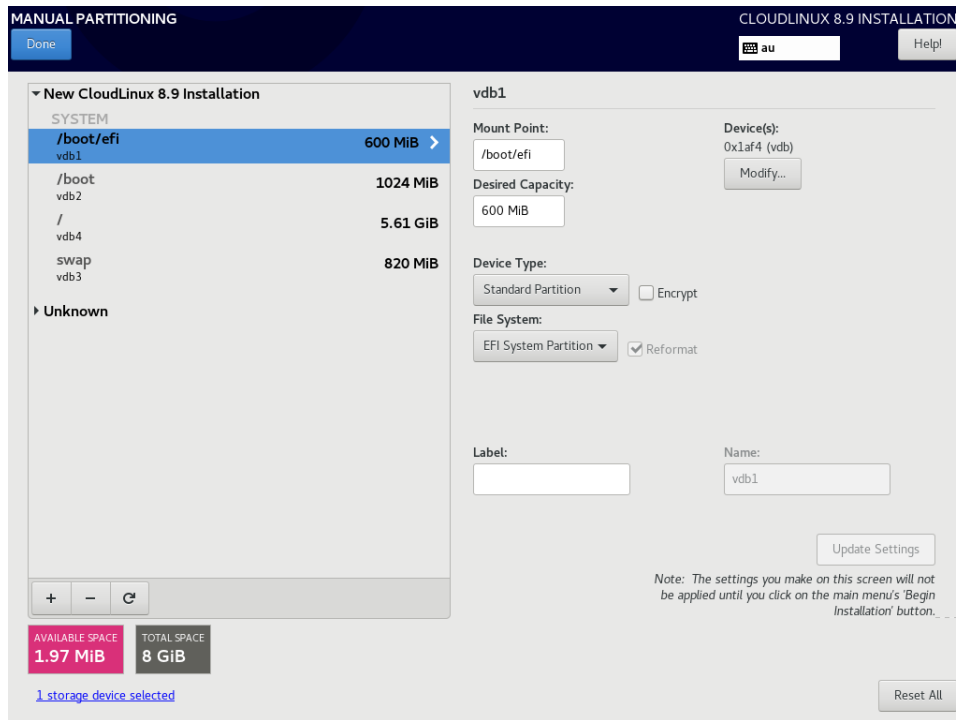 MANUAL PARTITIONING
CLOUDLINUX 8.9 INSTALLATION
Done
au
Help!
New CloudLinux 8.9 Installation
SYSTEM
/boot/efi
600 MiB
vdb1
/boot
1024 MiB
vdb2
/
5.61 GiB
vdb4
swap
820 MiB
vdb3
Unknown
+ −
AVAILABLE SPACE
1.97 MiB
TOTAL SPACE
8 GiB
1 storage device selected
vdb1
Mount Point:
/boot/efi
Device(s):
0x1af4 (vdb)
Modify...
Desired Capacity:
600 MiB
Device Type:
Standard Partition
Encrypt
File System:
EFI System Partition
Reformat
Label:
Name:
vdb1
Update Settings
Note: The settings you make on this screen will not
be applied until you click on the main menu's 'Begin
Installation' button.
Reset All